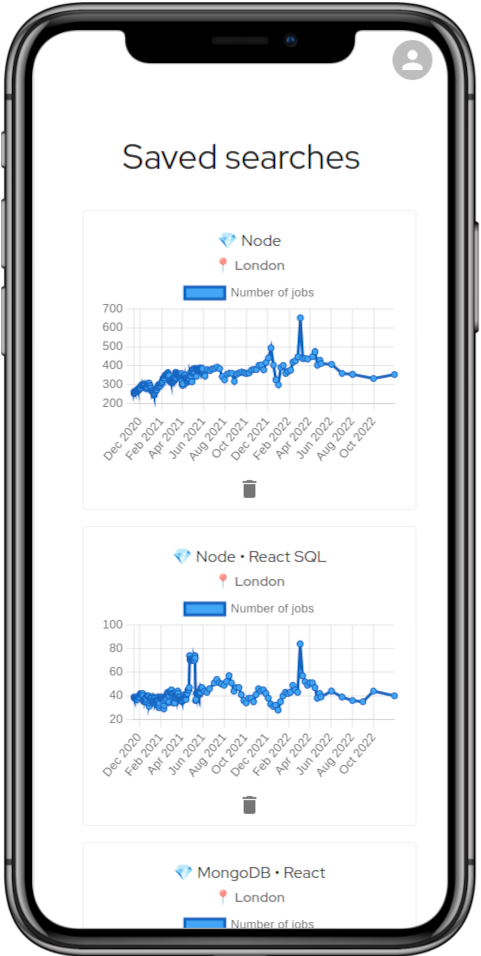 Saved searches
💎 Node
📍 London
Number of jobs
700
600
500
400
300
200
Dec 2020 Feb 2021 Apr 2021 Jun 2021 Aug 2021 Oct 2021 Dec 2021 Feb 2022 Apr 2022 Jun 2022 Aug 2022 Oct 2022
💎 Node • React SQL
📍 London
Number of jobs
100
80
60
40
20
Dec 2020 Feb 2021 Apr 2021 Jun 2021 Aug 2021 Oct 2021 Dec 2021 Feb 2022 Apr 2022 Jun 2022 Aug 2022 Oct 2022
💎 MongoDB • React
📍 London
Number of jobs